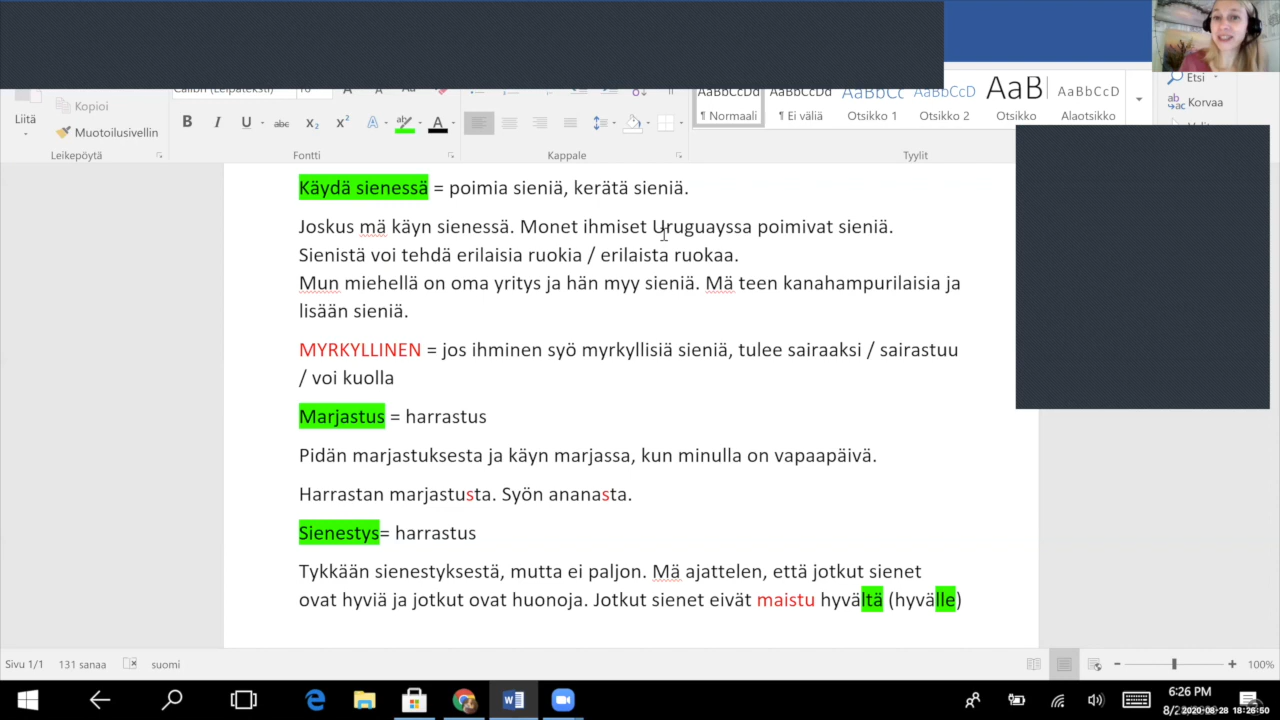 Etsi
Kopioi
AaBbCcDd
AaBbCcDd
AaBbCc
AaBbCcD
AaB
AaBbCcD
Korvaa
Liitä
Muotoilusivellin
B I U abc X₂ X² A A
¶ Normaali
¶ Ei väliä
Otsikko 1
Otsikko 2
Otsikko
Alaotsikko
Leikepöytä
Fontti
Kappale
Tyylit
Käydä sienessä = poimia sieniä, kerätä sieniä.
Joskus mä käyn sienessä. Monet ihmiset Uruguayssa poimivat sieniä.
Sienistä voi tehdä erilaisia ruokia / erilaista ruokaa.
Mun miehellä on oma yritys ja hän myy sieniä. Mä teen kanahampurilaisia ja
lisään sieniä.
MYRKYLLINEN = jos ihminen syö myrkyllisiä sieniä, tulee sairaaksi / sairastuu
/ voi kuolla
Marjastus = harrastus
Pidän marjastuksesta ja käyn marjassa, kun minulla on vapaapäivä.
Harrastan marjastusta. Syön ananasta.
Sienestys= harrastus
Tykkään sienestyksestä, mutta ei paljon. Mä ajattelen, että jotkut sienet
ovat hyviä ja jotkut ovat huonoja. Jotkut sienet eivät maistu hyvältä (hyvälle)
Sivu 1/1
131 sanaa
suomi
100%
6:26 PM
2020-08-28 18:26:50